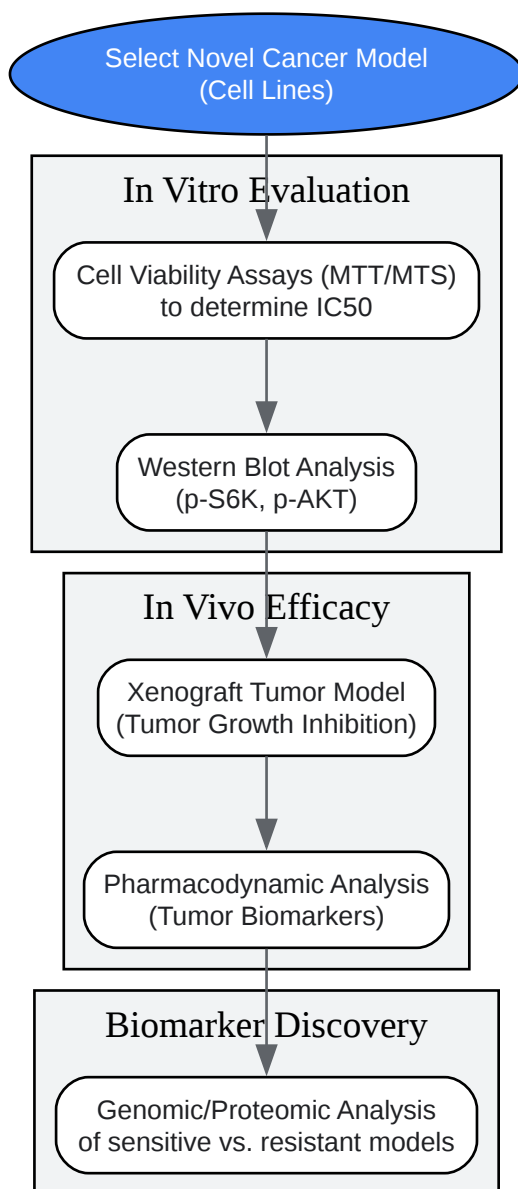 Select Novel Cancer Model
(Cell Lines)
In Vitro Evaluation
Cell Viability Assays (MTT/MTS)
to determine IC50
Western Blot Analysis
(p-S6K, p-AKT)
In Vivo Efficacy
Xenograft Tumor Model
(Tumor Growth Inhibition)
Pharmacodynamic Analysis
(Tumor Biomarkers)
Biomarker Discovery
Genomic/Proteomic Analysis
of sensitive vs. resistant models